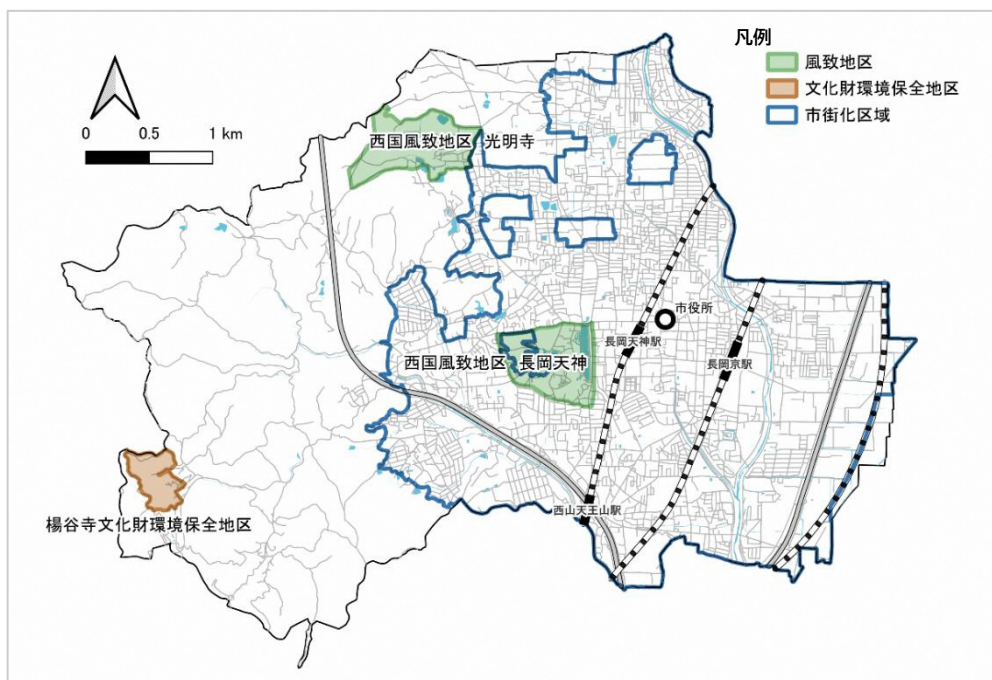 凡例
風致地区
文化財環境保全地区
市街化区域
0 0.5 1 km
西国風致地区 光明寺
市役所
長岡天神駅
西国風致地区 長岡天神
長岡京駅
楊谷寺文化財環境保全地区
西山天王山駅